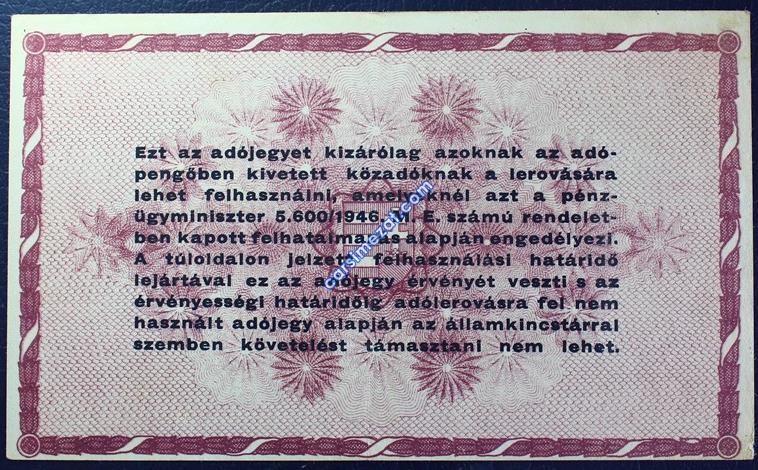 Ezt az adójegyet kizárólag azoknak az adó-
pengőben kivetett közadóknak a lerovására
lehet felhasználni, amelyeknél azt a pénz-
ügyminiszter 5.600/1946. M. E. számú rendelet-
ben kapott felhatalmazás alapján engedélyezi.
A túloldalon jelzett felhasználási határidő
lejártával ez az adójegy érvényét veszti s az
érvényességi határidőig adólerovásra fel nem
használt adójegy alapján az államkincstárral
szemben követelést támasztani nem lehet.
carsimezati.com